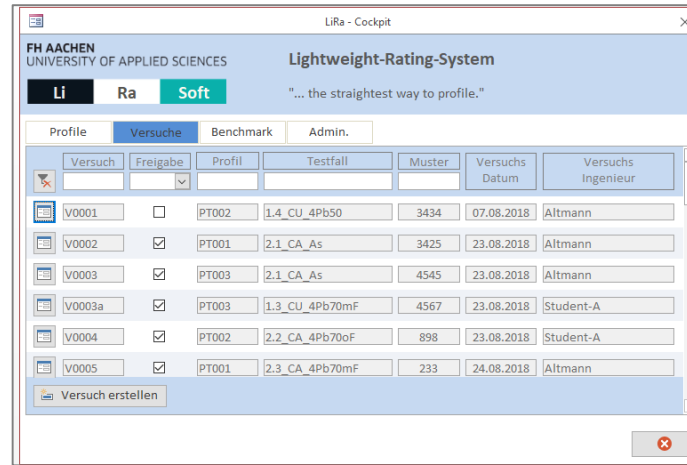 LiRa - Cockpit
FH AACHEN
UNIVERSITY OF APPLIED SCIENCES
Lightweight-Rating-System
Li Ra Soft
"... the straightest way to profile."
Profile Versuche Benchmark Admin.
Versuch Freigabe Profil Testfall Muster Versuchs Datum Versuchs Ingenieur
V0001 PT002 1.4_CU_4Pb50 3434 07.08.2018 Altmann
V0002 PT001 2.1_CA_As 3425 23.08.2018 Altmann
V0003 PT003 2.1_CA_As 4545 23.08.2018 Altmann
V0003a PT003 1.3_CU_4Pb70mF 4567 23.08.2018 Student-A
V0004 PT002 2.2_CA_4Pb70oF 898 23.08.2018 Student-A
V0005 PT001 2.3_CA_4Pb70mF 233 24.08.2018 Altmann
Versuch erstellen